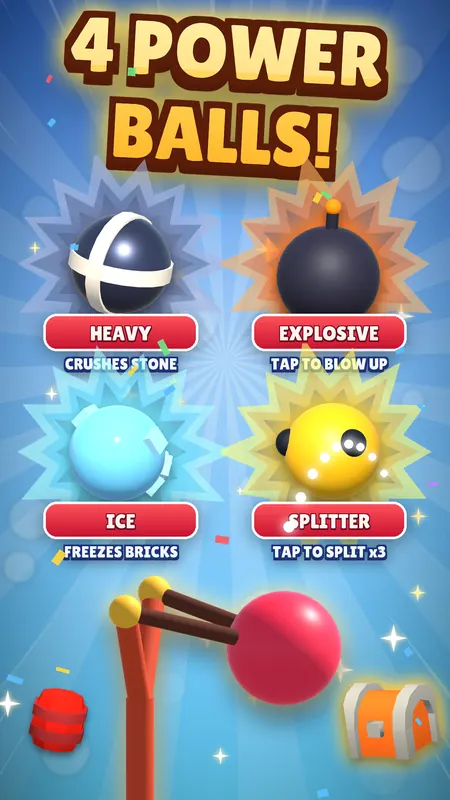 4 POWER
BALLS!
HEAVY
EXPLOSIVE
CRUSHES STONE
TAP TO BLOW UP
ICE
SPLITTER
FREEZES BRICKS
TAP TO SPLIT x3